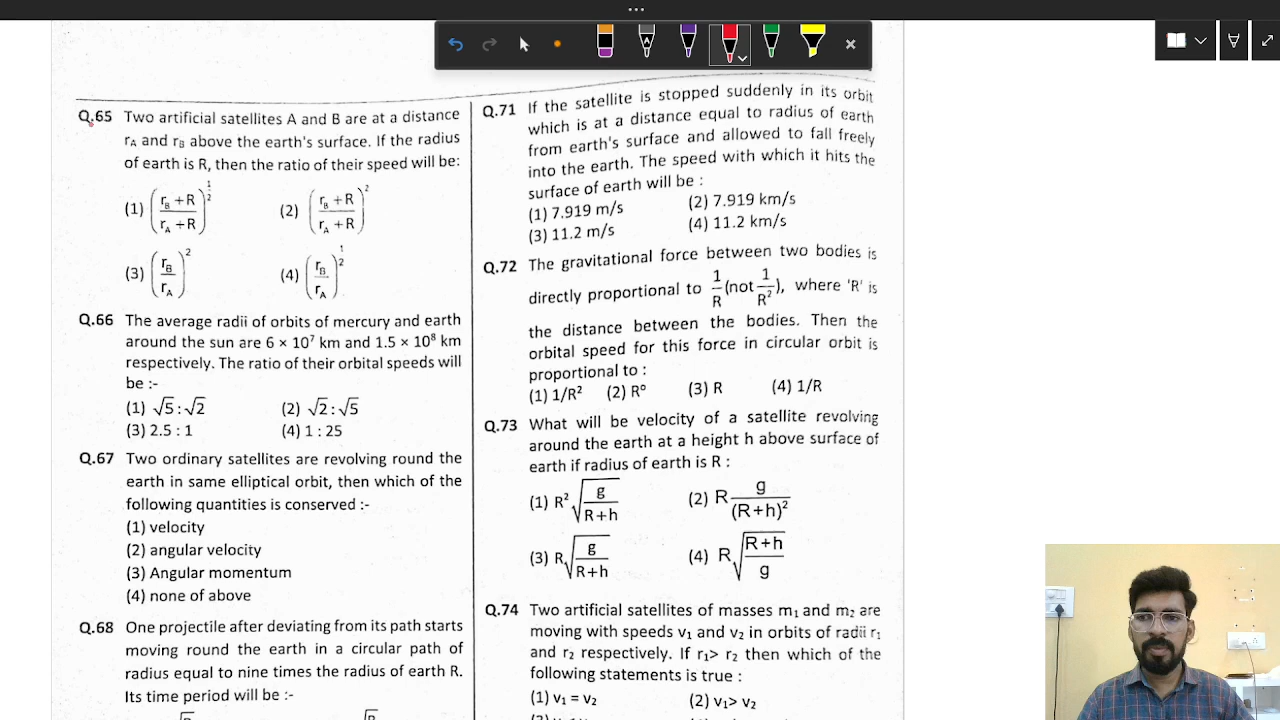 Q.65 Two artificial satellites A and B are at a distance
r_A and r_B above the earth's surface. If the radius
of earth is R, then the ratio of their speed will be:
(1) ((r_B + R)/(r_A + R))^(1/2) (2) ((r_B + R)/(r_A + R))^2
(3) (r_B/r_A)^2 (4) (r_B/r_A)^(1/2)
Q.66 The average radii of orbits of mercury and earth
around the sun are 6 × 10⁷ km and 1.5 × 10⁸ km
respectively. The ratio of their orbital speeds will
be :-
(1) √5 : √2 (2) √2 : √5
(3) 2.5 : 1 (4) 1 : 25
Q.67 Two ordinary satellites are revolving round the
earth in same elliptical orbit, then which of the
following quantities is conserved :-
(1) velocity
(2) angular velocity
(3) Angular momentum
(4) none of above
Q.68 One projectile after deviating from its path starts
moving round the earth in a circular path of
radius equal to nine times the radius of earth R.
Its time period will be :-
Q.71 If the satellite is stopped suddenly in its orbit
which is at a distance equal to radius of earth
from earth's surface and allowed to fall freely
into the earth. The speed with which it hits the
surface of earth will be :
(1) 7.919 m/s (2) 7.919 km/s
(3) 11.2 m/s (4) 11.2 km/s
Q.72 The gravitational force between two bodies is
directly proportional to 1/R (not 1/R²), where 'R' is
the distance between the bodies. Then the
orbital speed for this force in circular orbit is
proportional to :
(1) 1/R² (2) R° (3) R (4) 1/R
Q.73 What will be velocity of a satellite revolving
around the earth at a height h above surface of
earth if radius of earth is R :
(1) R² √(g/(R+h)) (2) R g/(R+h)²
(3) R √(g/(R+h)) (4) R √((R+h)/g)
Q.74 Two artificial satellites of masses m₁ and m₂ are
moving with speeds v₁ and v₂ in orbits of radii r₁
and r₂ respectively. If r₁> r₂ then which of the
following statements is true :
(1) v₁ = v₂ (2) v₁> v₂